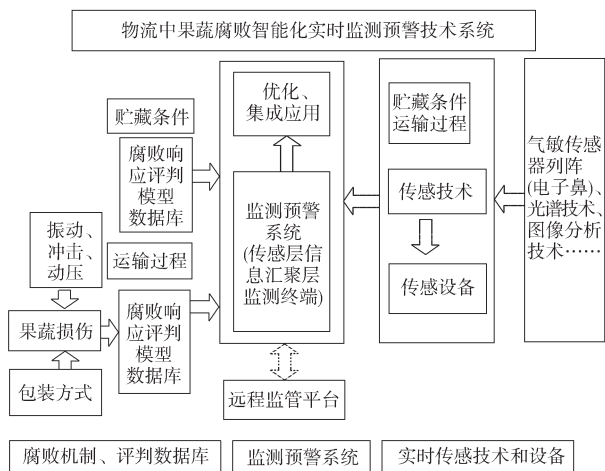 物流中果蔬腐败智能化实时监测预警技术系统
贮藏条件
腐败响
应评判
模型
数据库
振动、
冲击、
动压
运输过程
果蔬损伤
腐败响
应评判
模型
数据库
包装方式
优化、
集成应用
监测预警
系统
(传感层信
息汇聚层
监测终端)
远程监管平台
贮藏条件
运输过程
传感技术
传感设备
气敏传感
器列阵
(电子鼻)、
光谱技术、
图像分析
技术……
腐败机制、评判数据库
监测预警系统
实时传感技术和设备